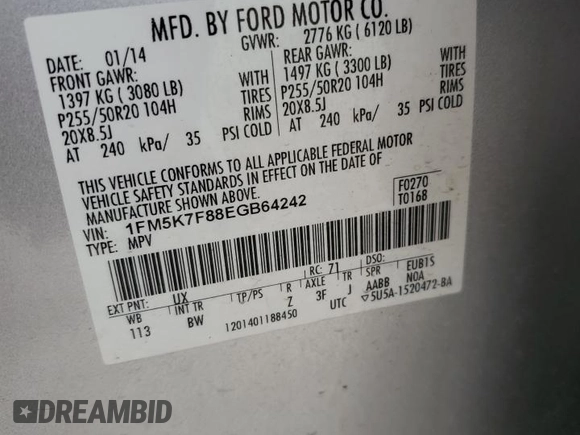 MFD. BY FORD MOTOR CO.
DATE: 01/14 GVWR: 2776 KG ( 6120 LB)
FRONT GAWR: REAR GAWR:
1397 KG ( 3080 LB) WITH 1497 KG ( 3300 LB) WITH
P255/50R20 104H TIRES P255/50R20 104H TIRES
20X8.5J RIMS 20X8.5J RIMS
AT 240 kPa/ 35 PSI COLD AT 240 kPa/ 35 PSI COLD
THIS VEHICLE CONFORMS TO ALL APPLICABLE FEDERAL MOTOR
VEHICLE SAFETY STANDARDS IN EFFECT ON THE DATE OF
MANUFACTURE SHOWN ABOVE.
VIN: 1FM5K7F88EGB64242 F0270
TYPE: MPV T0168
EXT PNT: UX RC: 71 DSO:
WB INT TR TP/PS R AXLE TR SPR EUB1S
113 BW Z 3F J AABB NOA
1201401188450 UTC ▽5U5A-1520472-BA
DREAMBID